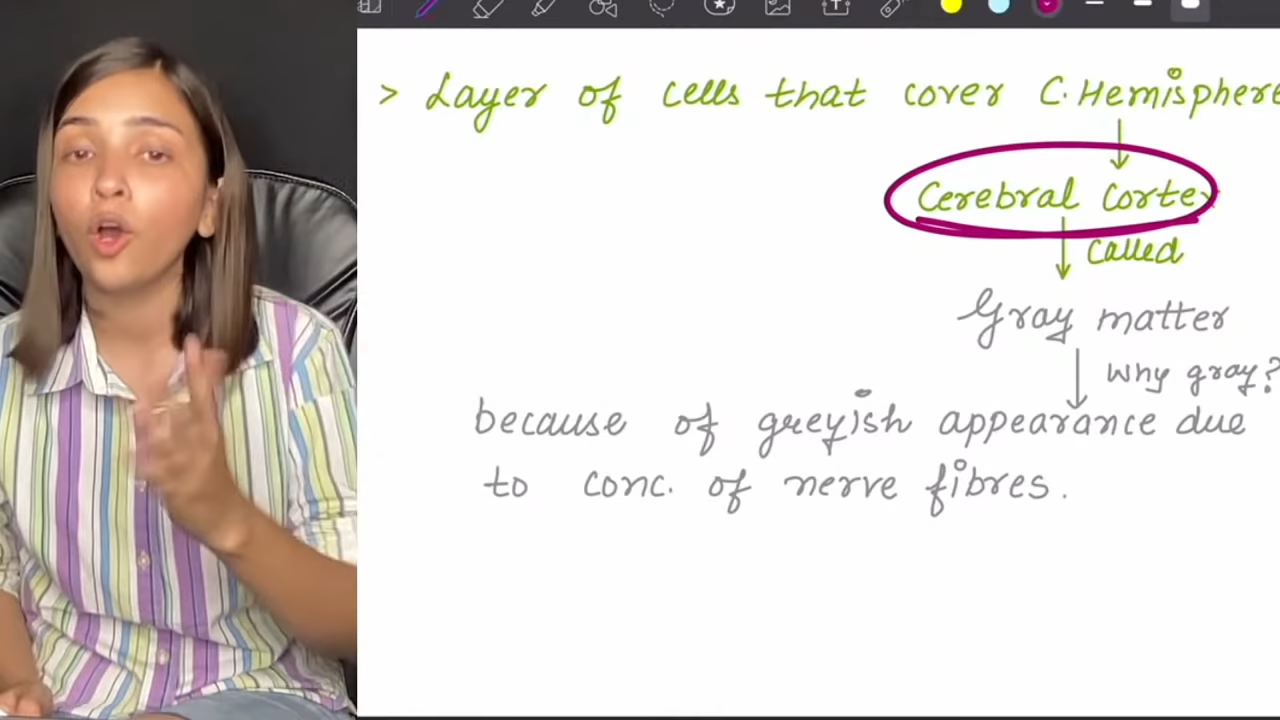 > Layer of cells that cover C.Hemisphere
Cerebral Cortex
called
Gray matter
Why gray?
because of greyish appearance due
to conc. of nerve fibres.